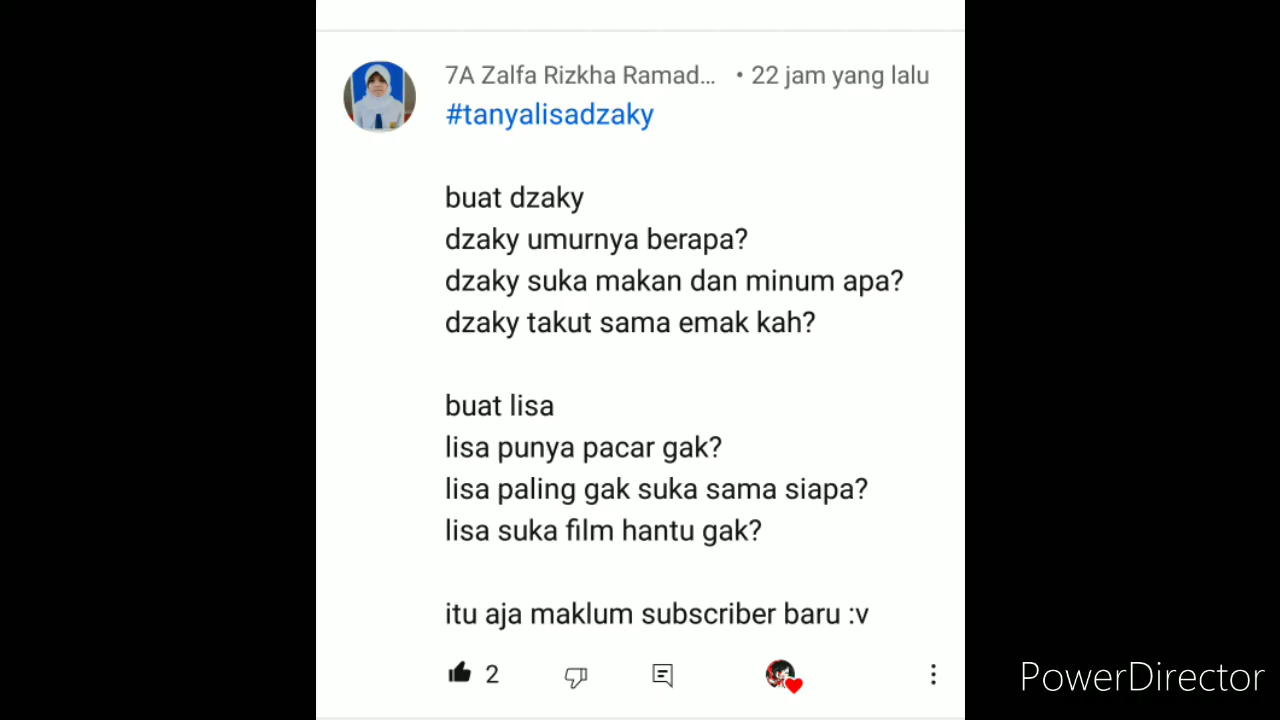 7A Zalfa Rizkha Ramad... • 22 jam yang lalu
#tanyalisadzaky
buat dzaky
dzaky umurnya berapa?
dzaky suka makan dan minum apa?
dzaky takut sama emak kah?
buat lisa
lisa punya pacar gak?
lisa paling gak suka sama siapa?
lisa suka film hantu gak?
itu aja maklum subscriber baru :v
2
PowerDirector